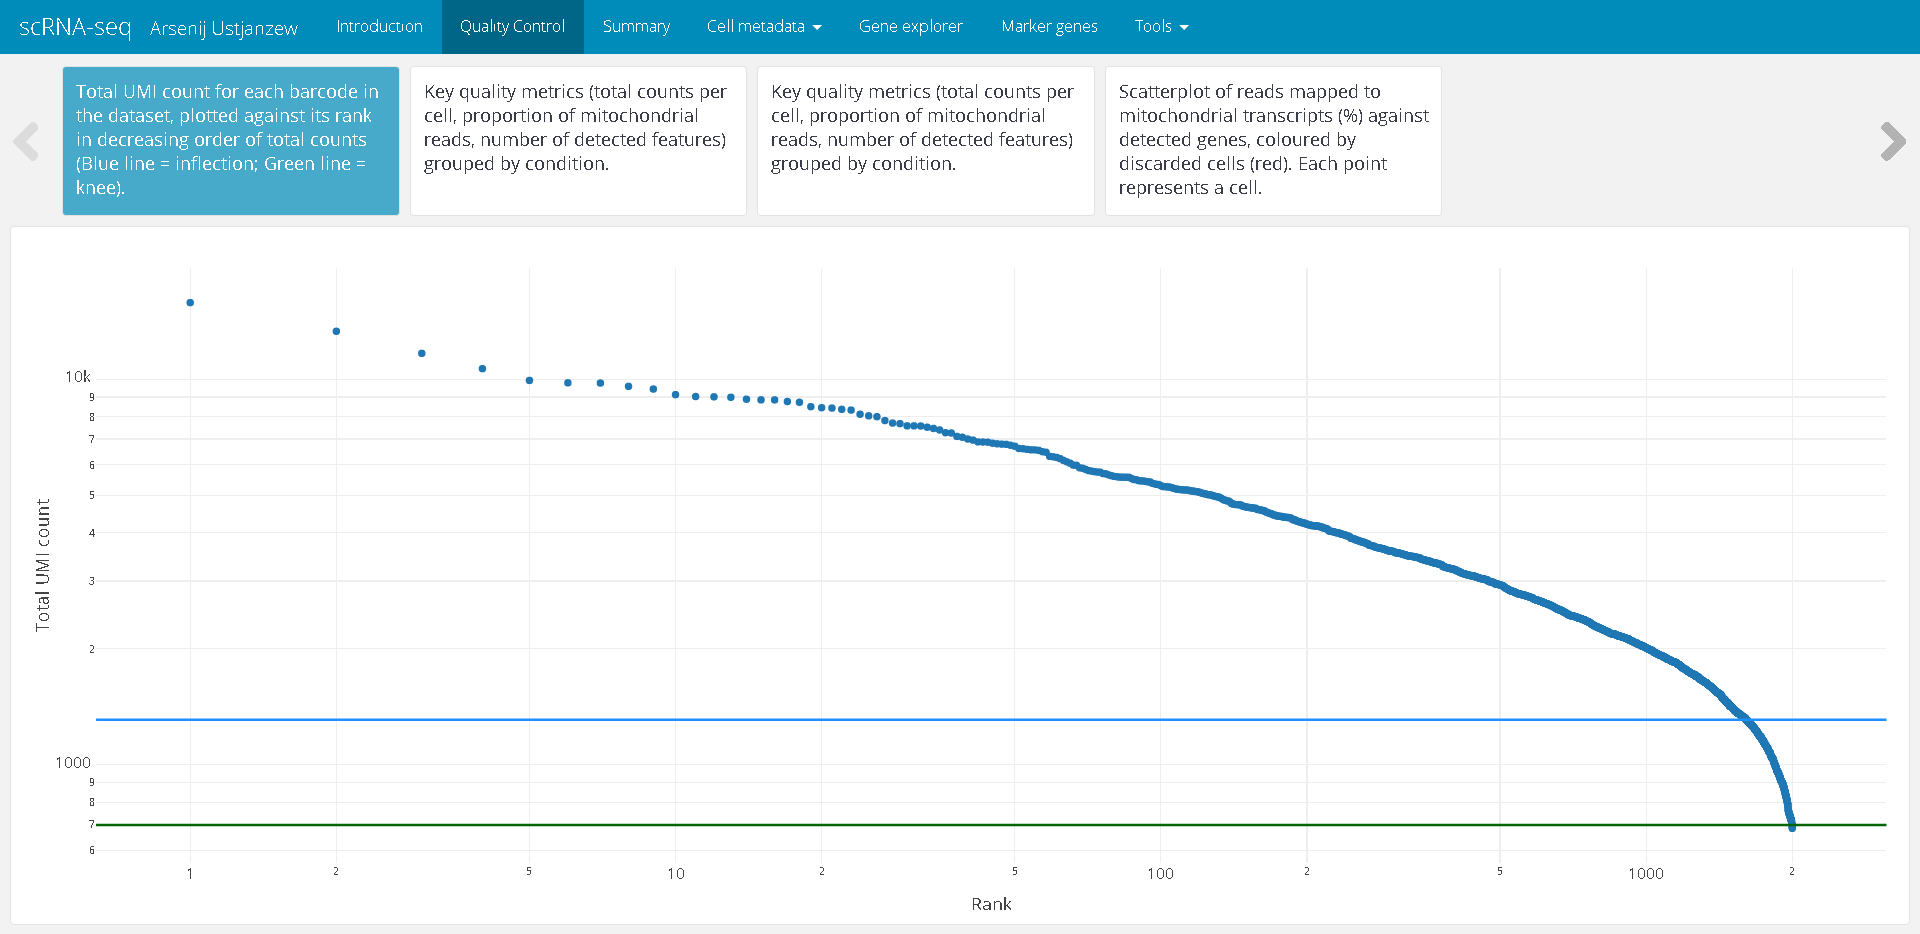 scRNA-seq Arsenij Ustjanzew Introduction Quality Control Summary Cell metadata Gene explorer Marker genes Tools
Total UMI count for each barcode in
the dataset, plotted against its rank
in decreasing order of total counts
(Blue line = inflection; Green line =
knee).
Key quality metrics (total counts per
cell, proportion of mitochondrial
reads, number of detected features)
grouped by condition.
Key quality metrics (total counts per
cell, proportion of mitochondrial
reads, number of detected features)
grouped by condition.
Scatterplot of reads mapped to
mitochondrial transcripts (%) against
detected genes, coloured by
discarded cells (red). Each point
represents a cell.
Total UMI count
10k
9
8
7
6
5
4
3
2
1000
9
8
7
6
1 2 5 10 2 5 100 2 5 1000 2
Rank